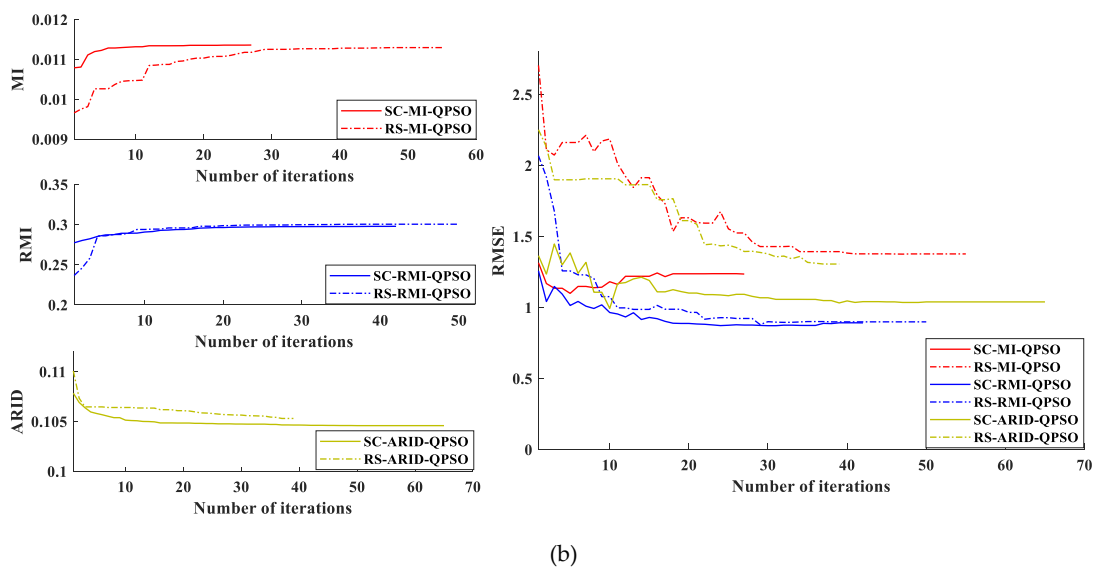 0.012
0.011
0.01
0.009
MI
SC-MI-QPSO
RS-MI-QPSO
10 20 30 40 50 60
Number of iterations
0.35
0.3
0.25
0.2
RMI
SC-RMI-QPSO
RS-RMI-QPSO
10 20 30 40 50
Number of iterations
0.11
0.105
0.1
ARID
SC-ARID-QPSO
RS-ARID-QPSO
10 20 30 40 50 60 70
Number of iterations
2.5
2
1.5
1
0.5
0
RMSE
SC-MI-QPSO
RS-MI-QPSO
SC-RMI-QPSO
RS-RMI-QPSO
SC-ARID-QPSO
RS-ARID-QPSO
10 20 30 40 50 60 70
Number of iterations
(b)